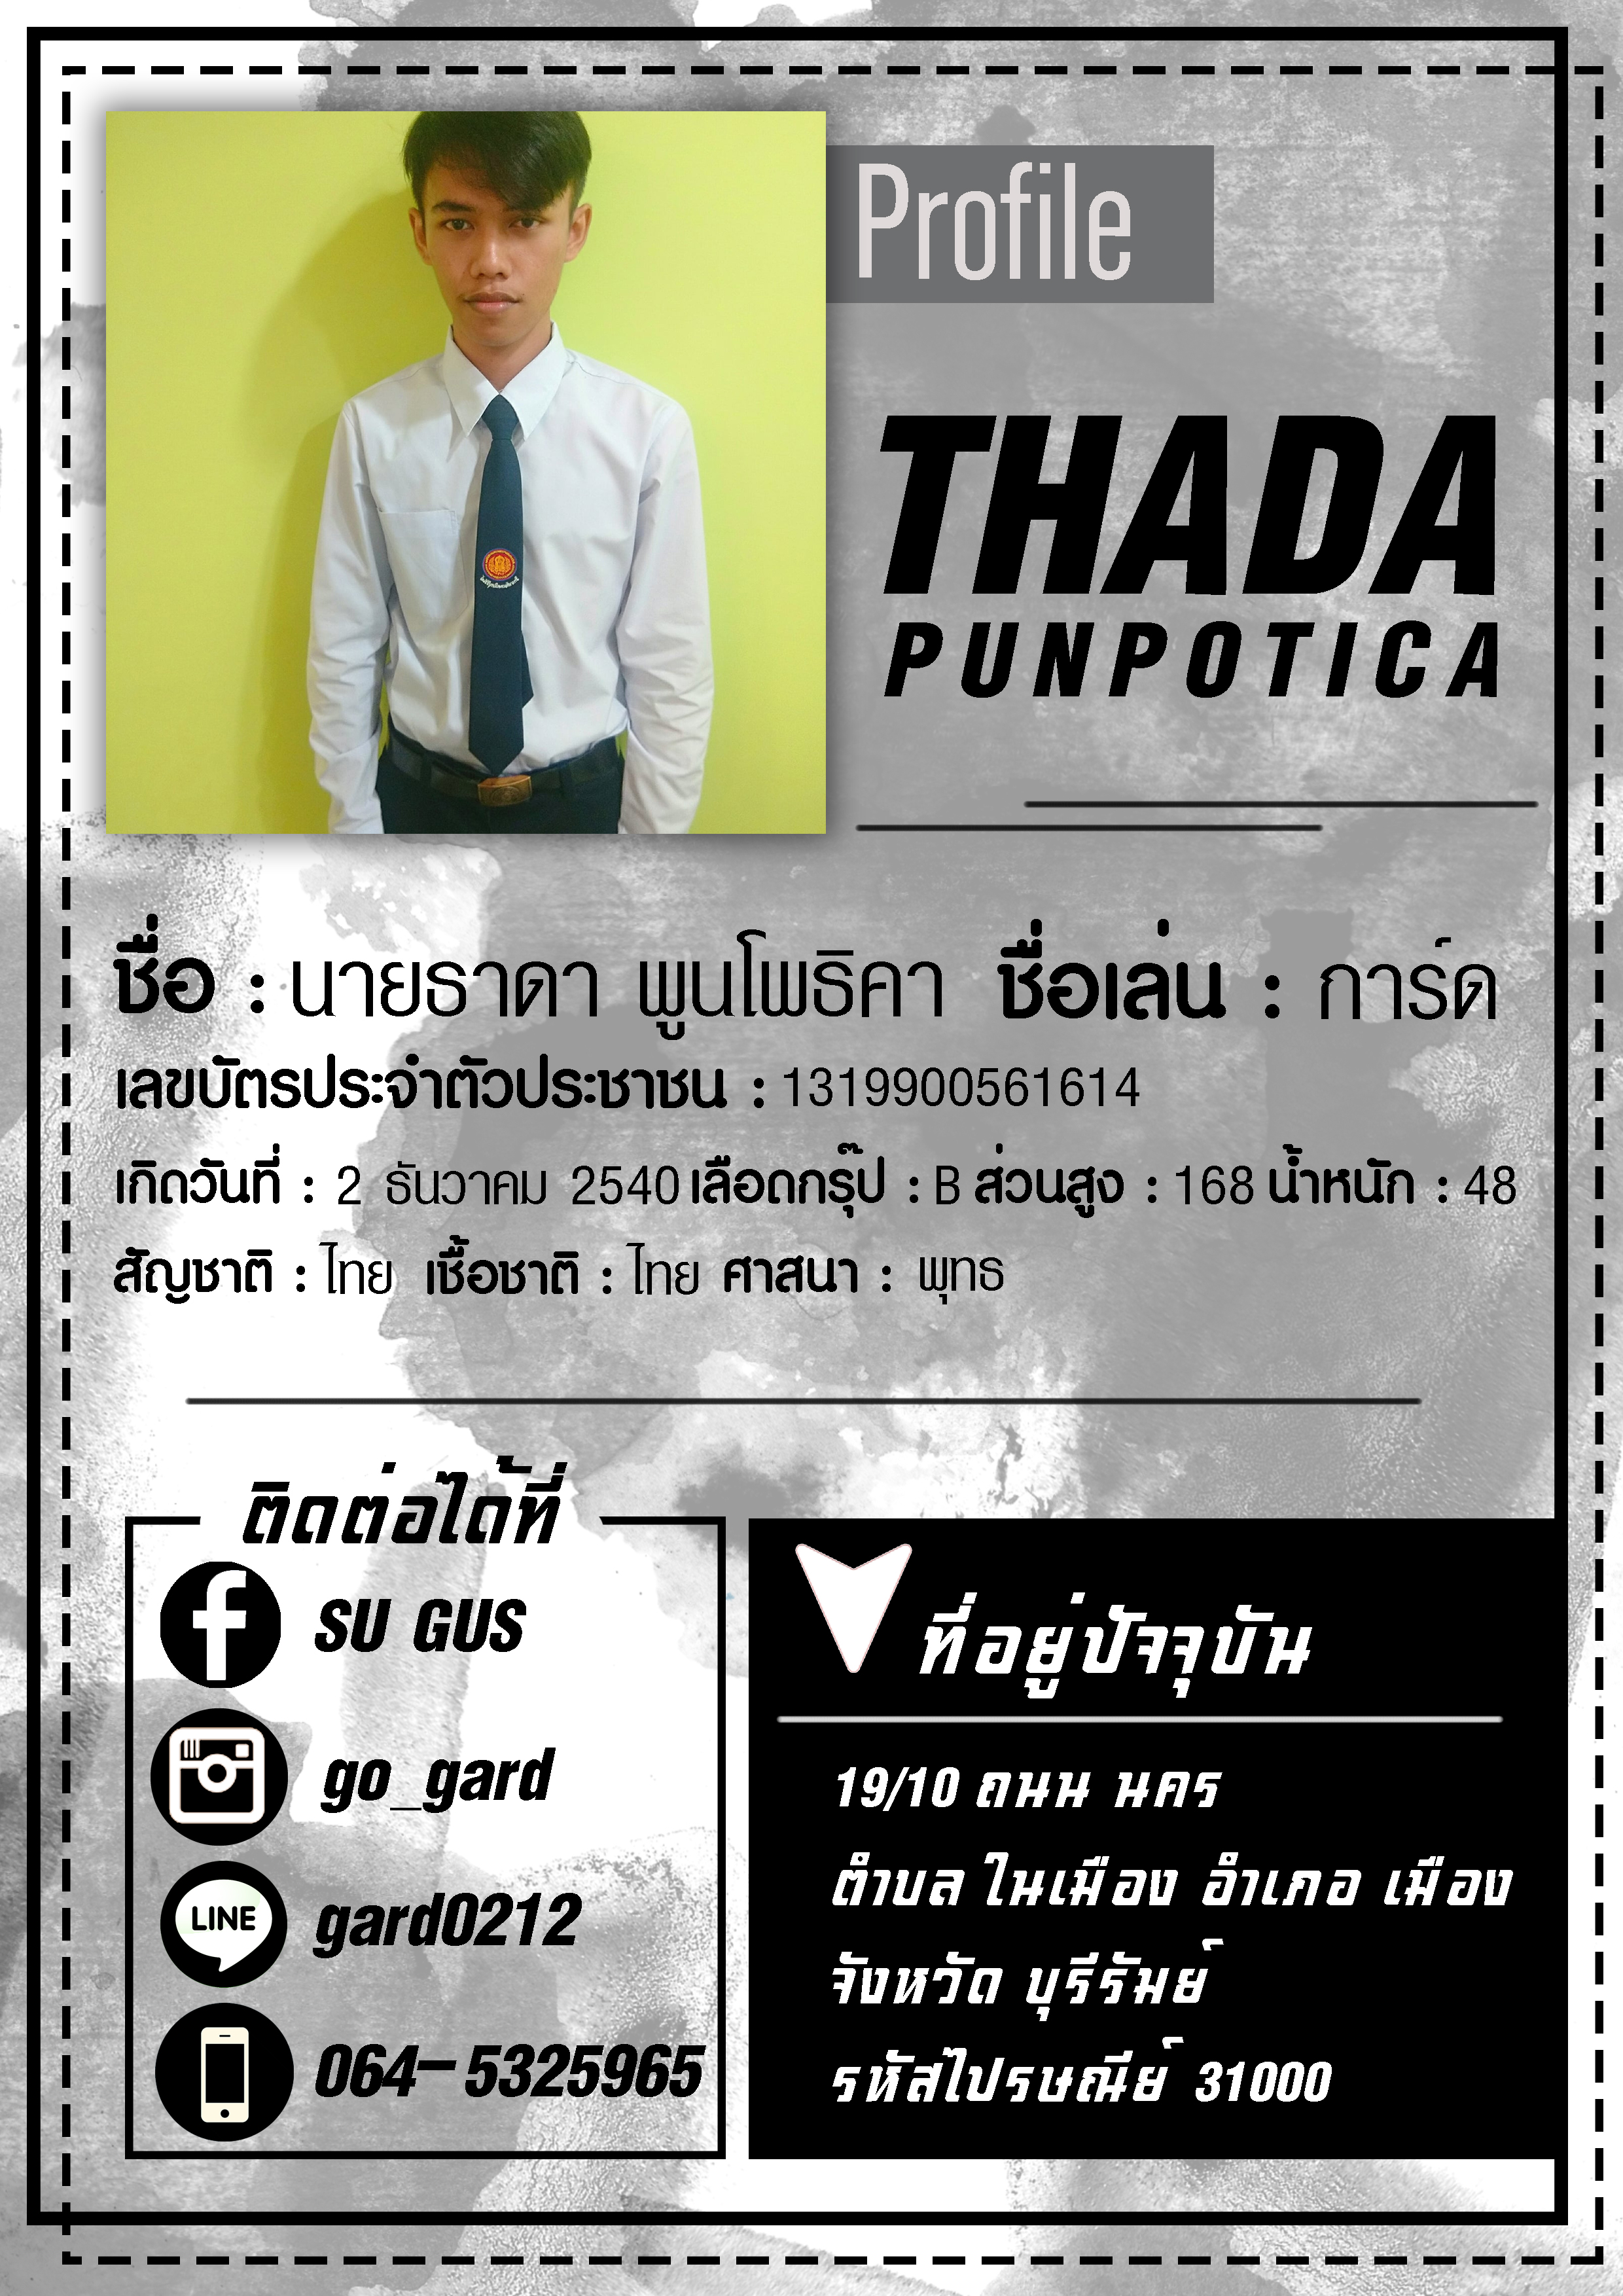 Profile
THADA
PUNPOTICA
ชื่อ : นายธาดา พูนโพธิคา ชื่อเล่น : การ์ด
เลขบัตรประจำตัวประชาชน : 1319900561614
เกิดวันที่ : 2 ธันวาคม 2540 เลือดกรุ๊ป : B ส่วนสูง : 168 น้ำหนัก : 48
สัญชาติ : ไทย เชื้อชาติ : ไทย ศาสนา : พุทธ
ติดต่อได้ที่
SU GUS
go_gard
LINE gard0212
064-5325965
ที่อยู่ปัจจุบัน
19/10 ถนน นคร
ตำบล ในเมือง อำเภอ เมือง
จังหวัด บุรีรัมย์
รหัสไปรษณีย์ 31000